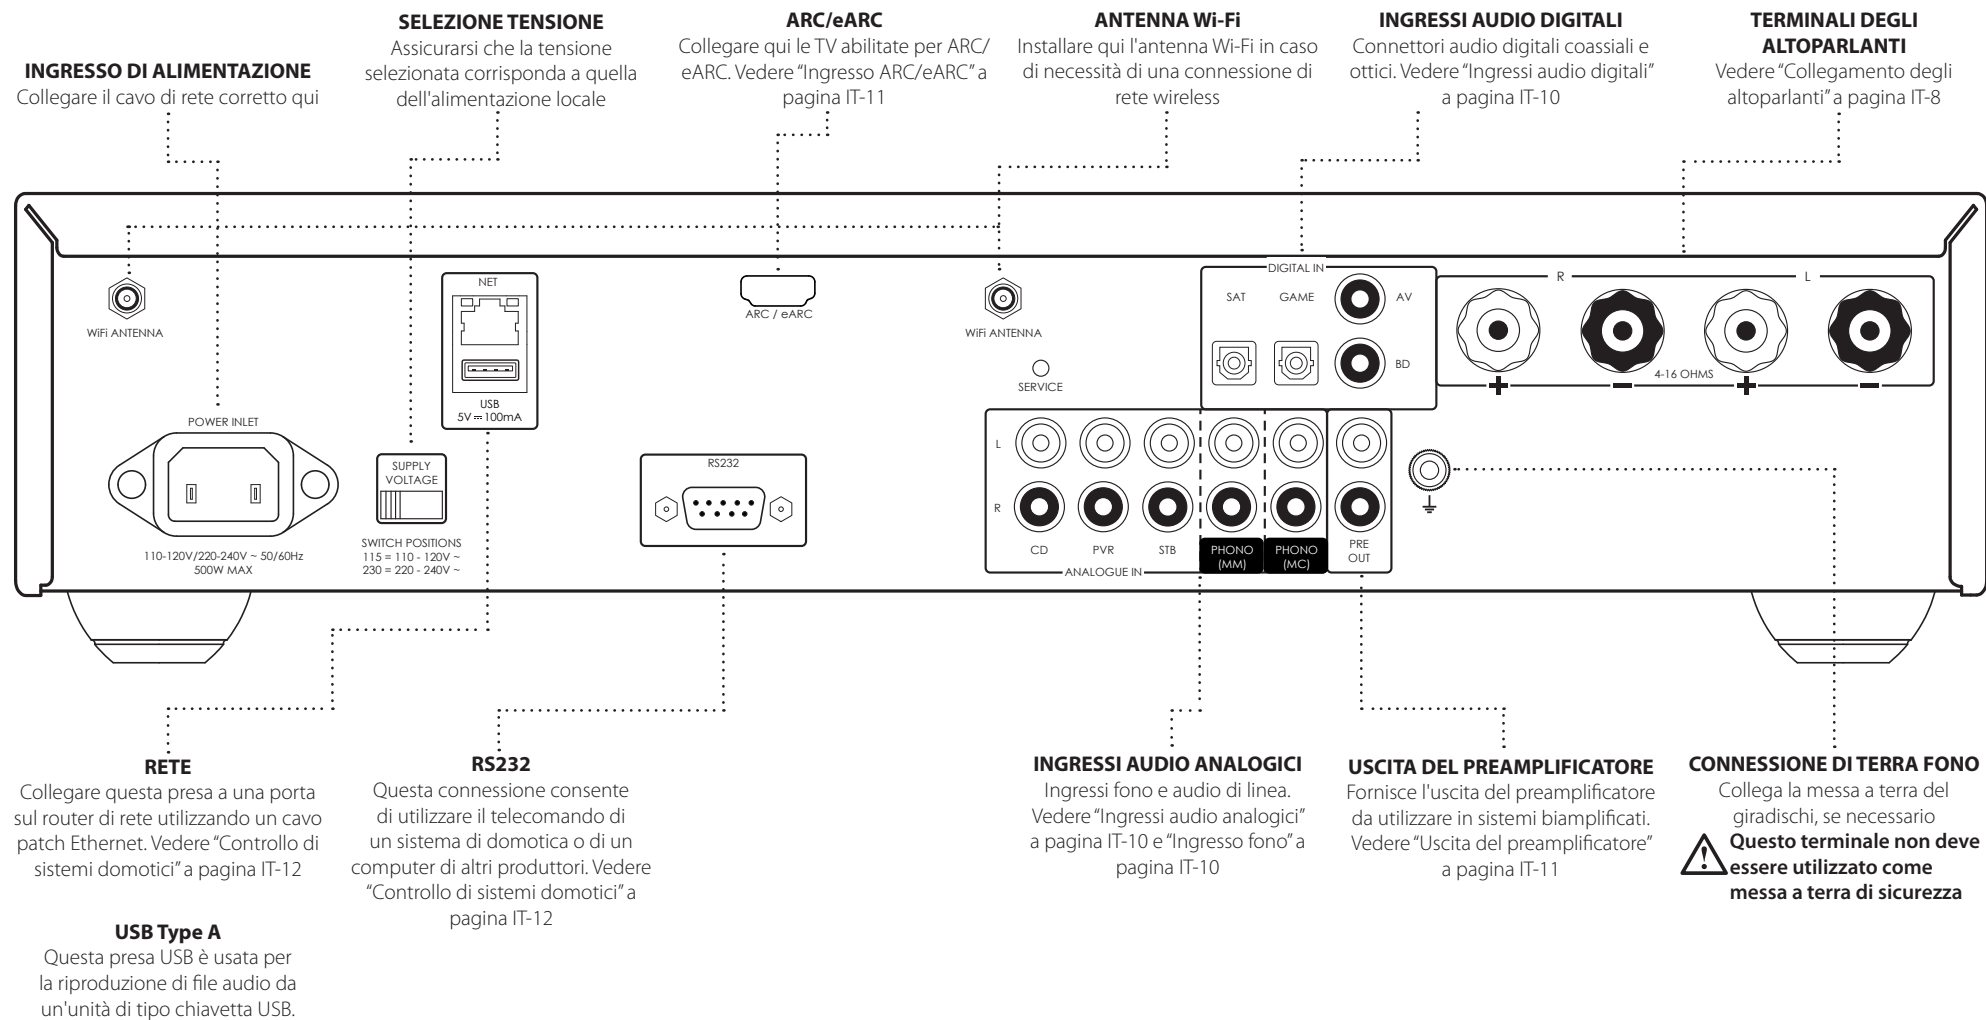 INGRESSO DI ALIMENTAZIONE
Collegare il cavo di rete corretto qui
SELEZIONE TENSIONE
Assicurarsi che la tensione
selezionata corrisponda a quella
dell'alimentazione locale
ARC/eARC
Collegare qui le TV abilitate per ARC/
eARC. Vedere “Ingresso ARC/eARC” a
pagina IT-11
ANTENNA Wi-Fi
Installare qui l'antenna Wi-Fi in caso
di necessità di una connessione di
rete wireless
INGRESSI AUDIO DIGITALI
Connettori audio digitali coassiali e
ottici. Vedere “Ingressi audio digitali”
a pagina IT-10
TERMINALI DEGLI
ALTOPARLANTI
Vedere “Collegamento degli
altoparlanti” a pagina IT-8
WiFi ANTENNA
NET
USB
5V ⎓ 100mA
ARC / eARC
WiFi ANTENNA
SERVICE
DIGITAL IN
SAT
GAME
AV
BD
R
L
4-16 OHMS
+
−
+
−
POWER INLET
110-120V/220-240V ~ 50/60Hz
500W MAX
SUPPLY
VOLTAGE
SWITCH POSITIONS
115 = 110 - 120V ~
230 = 220 - 240V ~
RS232
L
R
CD
PVR
STB
PHONO
(MM)
PHONO
(MC)
PRE
OUT
ANALOGUE IN
RETE
Collegare questa presa a una porta
sul router di rete utilizzando un cavo
patch Ethernet. Vedere “Controllo di
sistemi domotici” a pagina IT-12
USB Type A
Questa presa USB è usata per
la riproduzione di file audio da
un'unità di tipo chiavetta USB.
RS232
Questa connessione consente
di utilizzare il telecomando di
un sistema di domotica o di un
computer di altri produttori. Vedere
“Controllo di sistemi domotici” a
pagina IT-12
INGRESSI AUDIO ANALOGICI
Ingressi fono e audio di linea.
Vedere “Ingressi audio analogici”
a pagina IT-10 e “Ingresso fono” a
pagina IT-10
USCITA DEL PREAMPLIFICATORE
Fornisce l'uscita del preamplificatore
da utilizzare in sistemi biamplificati.
Vedere “Uscita del preamplificatore”
a pagina IT-11
CONNESSIONE DI TERRA FONO
Collega la messa a terra del
giradischi, se necessario
Questo terminale non deve
essere utilizzato come
messa a terra di sicurezza